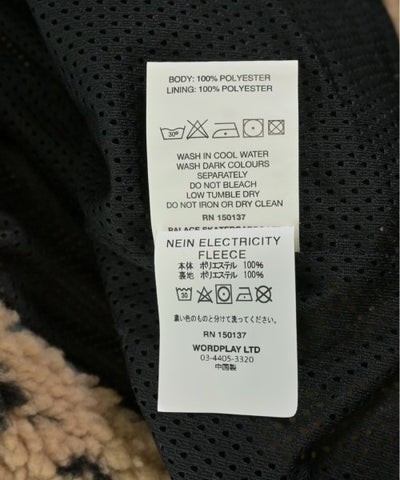 BODY: 100% POLYESTER
LINING: 100% POLYESTER
30°
WASH IN COOL WATER
WASH DARK COLOURS
SEPARATELY
DO NOT BLEACH
LOW TUMBLE DRY
DO NOT IRON OR DRY CLEAN
RN 150137
NEIN ELECTRICITY
FLEECE
本体 ポリエステル 100%
裏地 ポリエステル 100%
30
濃い色のものと分けて洗ってください。
RN 150137
WORDPLAY LTD
03-4405-3320
中国製